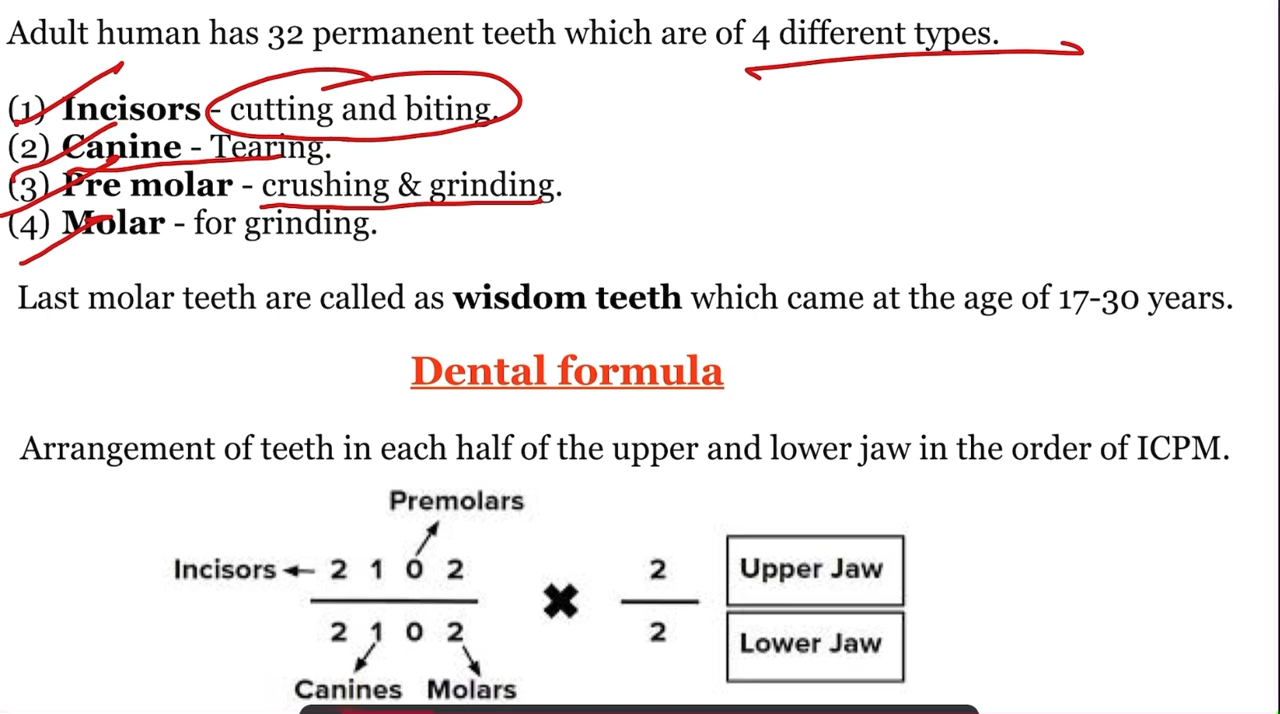 Adult human has 32 permanent teeth which are of 4 different types.
(1) Incisors - cutting and biting.
(2) Canine - Tearing.
(3) Pre molar - crushing & grinding.
(4) Molar - for grinding.
Last molar teeth are called as wisdom teeth which came at the age of 17-30 years.
Dental formula
Arrangement of teeth in each half of the upper and lower jaw in the order of ICPM.
Premolars
Incisors ← 2 1 0 2 ✖ 2 Upper Jaw
2 1 0 2 2 Lower Jaw
Canines Molars